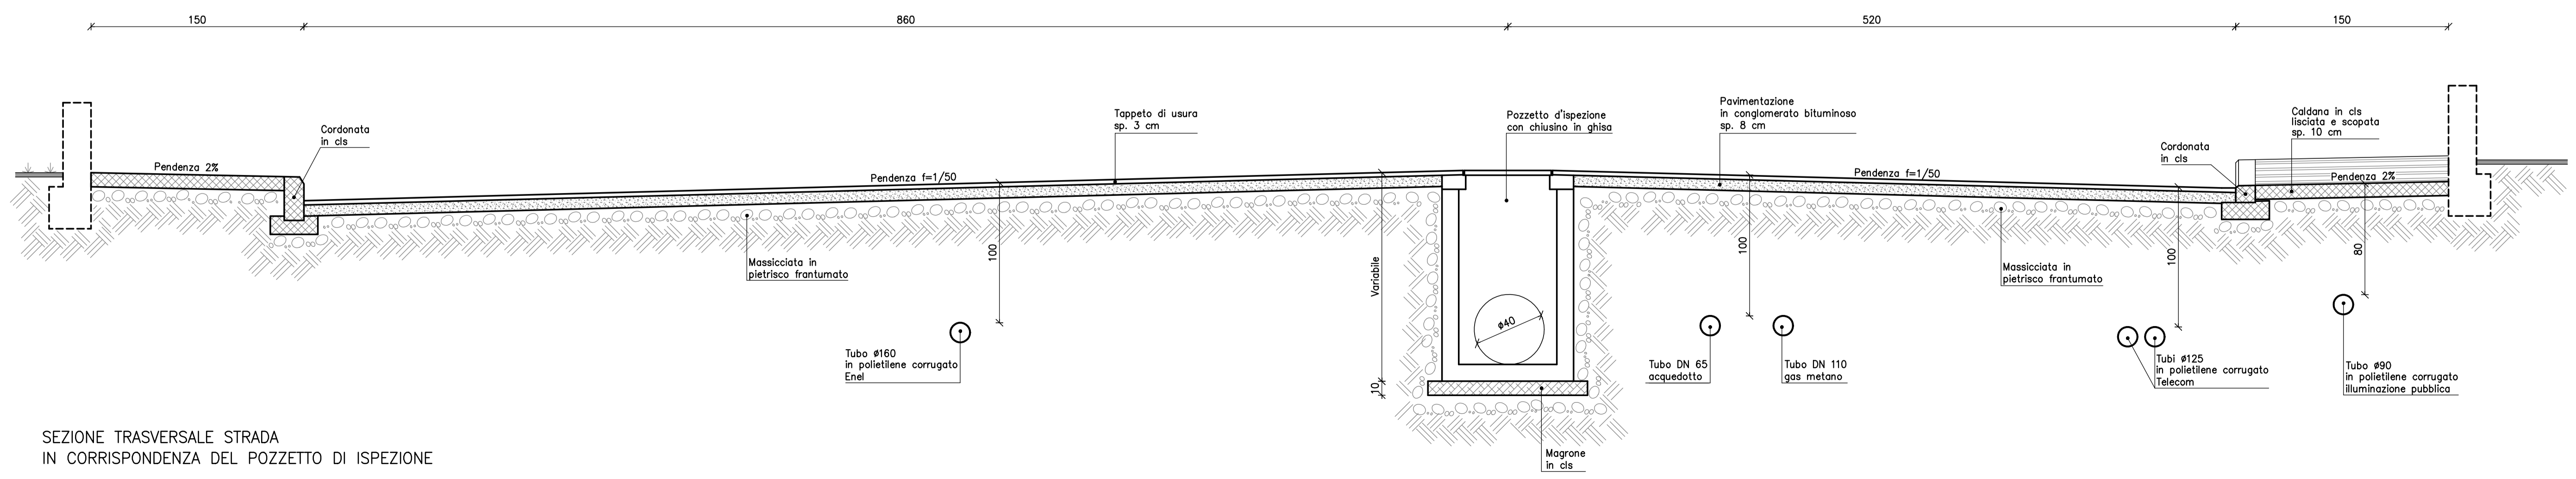 150
860
520
150
Cordonata
in cls
Pendenza 2%
Pendenza f=1/50
Tappeto di usura
sp. 3 cm
Pozzetto d'ispezione
con chiusino in ghisa
Pavimentazione
in conglomerato bituminoso
sp. 8 cm
Pendenza f=1/50
Cordonata
in cls
Caldana in cls
lisciata e scopata
sp. 10 cm
Pendenza 2%
Massicciata in
pietrisco frantumato
100
Variabile
10
ø40
100
Massicciata in
pietrisco frantumato
100
80
Tubo ø160
in polietilene corrugato
Enel
Tubo DN 65
acquedotto
Tubo DN 110
gas metano
Tubi ø125
in polietilene corrugato
Telecom
Tubo ø90
in polietilene corrugato
illuminazione pubblica
Magrone
in cls
SEZIONE TRASVERSALE STRADA
IN CORRISPONDENZA DEL POZZETTO DI ISPEZIONE